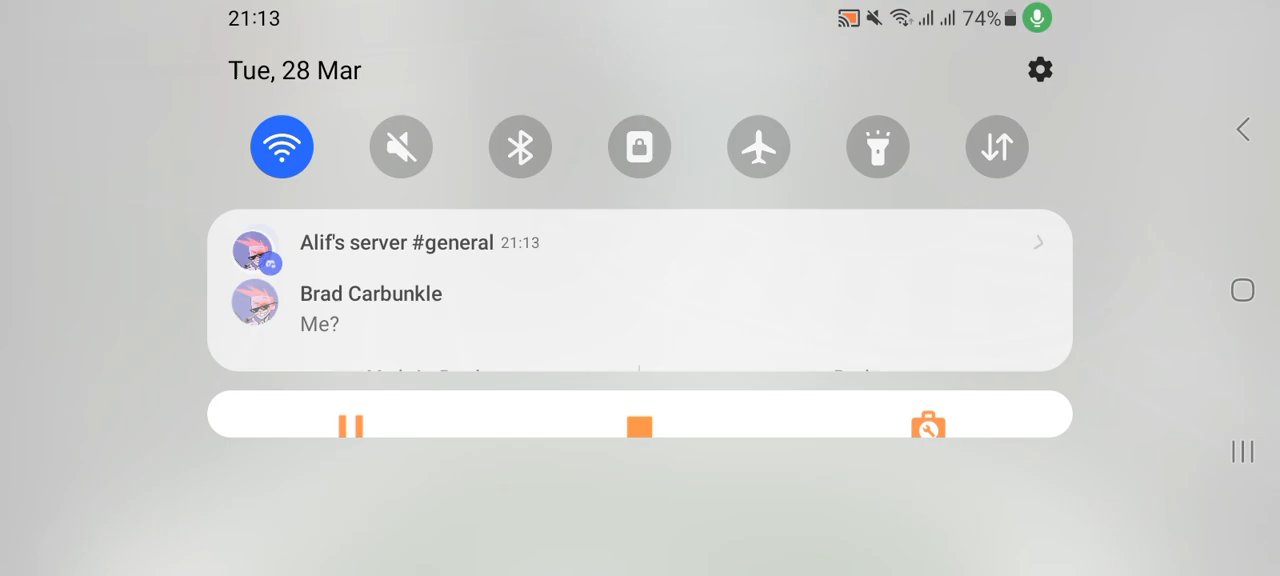 21:13
74%
Tue, 28 Mar
Alif's server #general 21:13
Brad Carbunkle
Me?